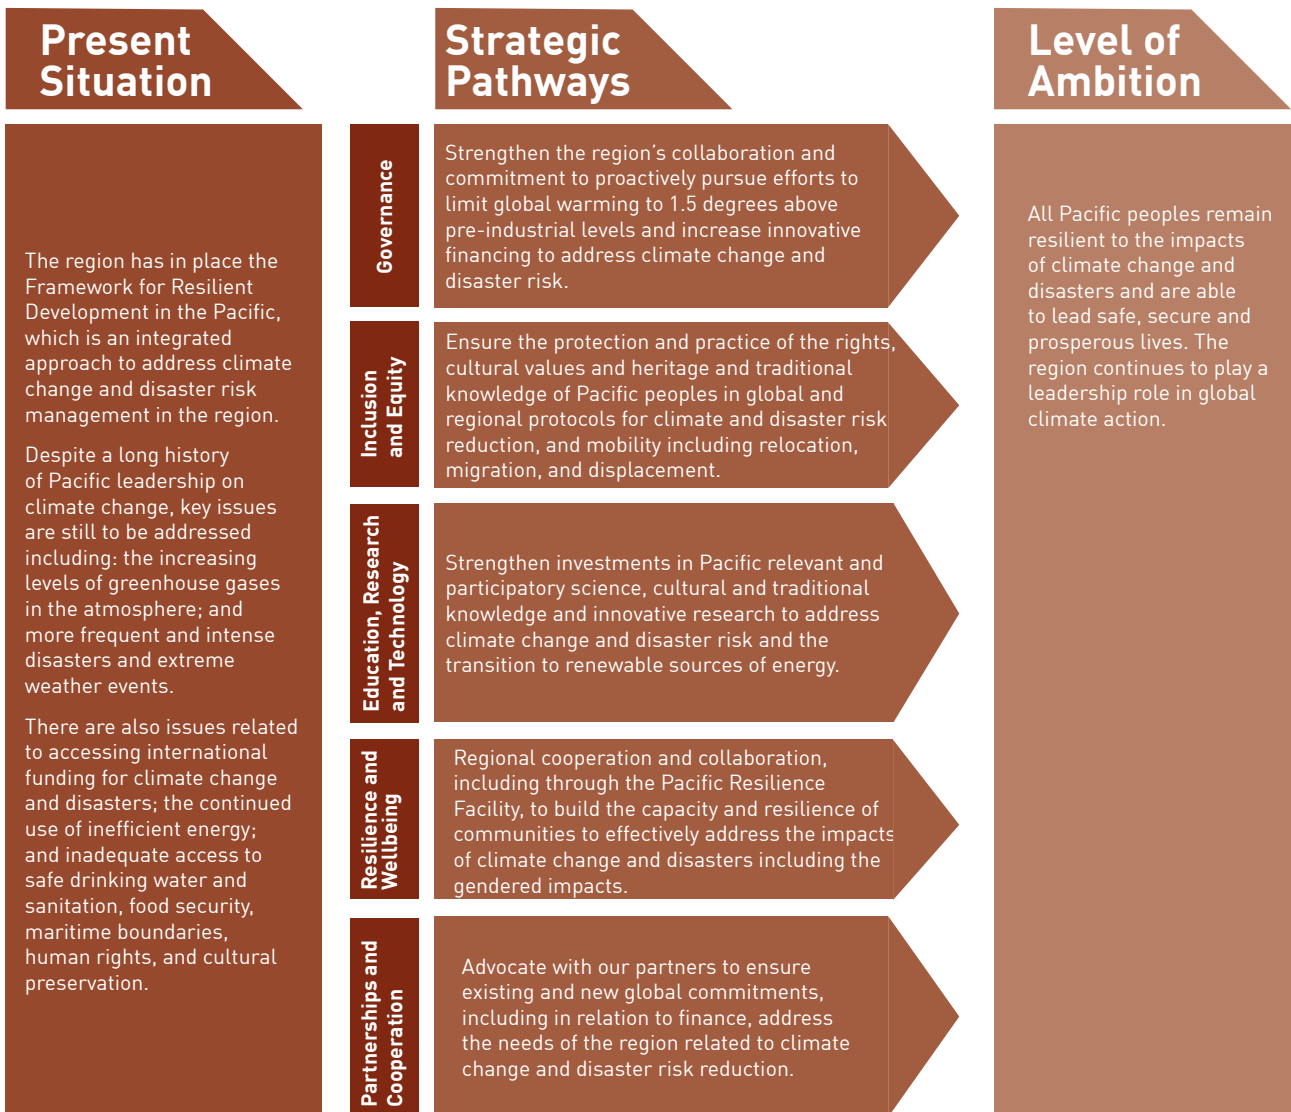 Present
Situation
The region has in place the
Framework for Resilient
Development in the Pacific,
which is an integrated
approach to address climate
change and disaster risk
management in the region.
Despite a long history
of Pacific leadership on
climate change, key issues
are still to be addressed
including: the increasing
levels of greenhouse gases
in the atmosphere; and
more frequent and intense
disasters and extreme
weather events.
There are also issues related
to accessing international
funding for climate change
and disasters; the continued
use of inefficient energy;
and inadequate access to
safe drinking water and
sanitation, food security,
maritime boundaries,
human rights, and cultural
preservation.
Strategic
Pathways
Governance
Strengthen the region’s collaboration and
commitment to proactively pursue efforts to
limit global warming to 1.5 degrees above
pre-industrial levels and increase innovative
financing to address climate change and
disaster risk.
Inclusion
and Equity
Ensure the protection and practice of the rights,
cultural values and heritage and traditional
knowledge of Pacific peoples in global and
regional protocols for climate and disaster risk
reduction, and mobility including relocation,
migration, and displacement.
Education, Research
and Technology
Strengthen investments in Pacific relevant and
participatory science, cultural and traditional
knowledge and innovative research to address
climate change and disaster risk and the
transition to renewable sources of energy.
Resilience and
Wellbeing
Regional cooperation and collaboration,
including through the Pacific Resilience
Facility, to build the capacity and resilience of
communities to effectively address the impacts
of climate change and disasters including the
gendered impacts.
Partnerships and
Cooperation
Advocate with our partners to ensure
existing and new global commitments,
including in relation to finance, address
the needs of the region related to climate
change and disaster risk reduction.
Level of
Ambition
All Pacific peoples remain
resilient to the impacts
of climate change and
disasters and are able
to lead safe, secure and
prosperous lives. The
region continues to play a
leadership role in global
climate action.